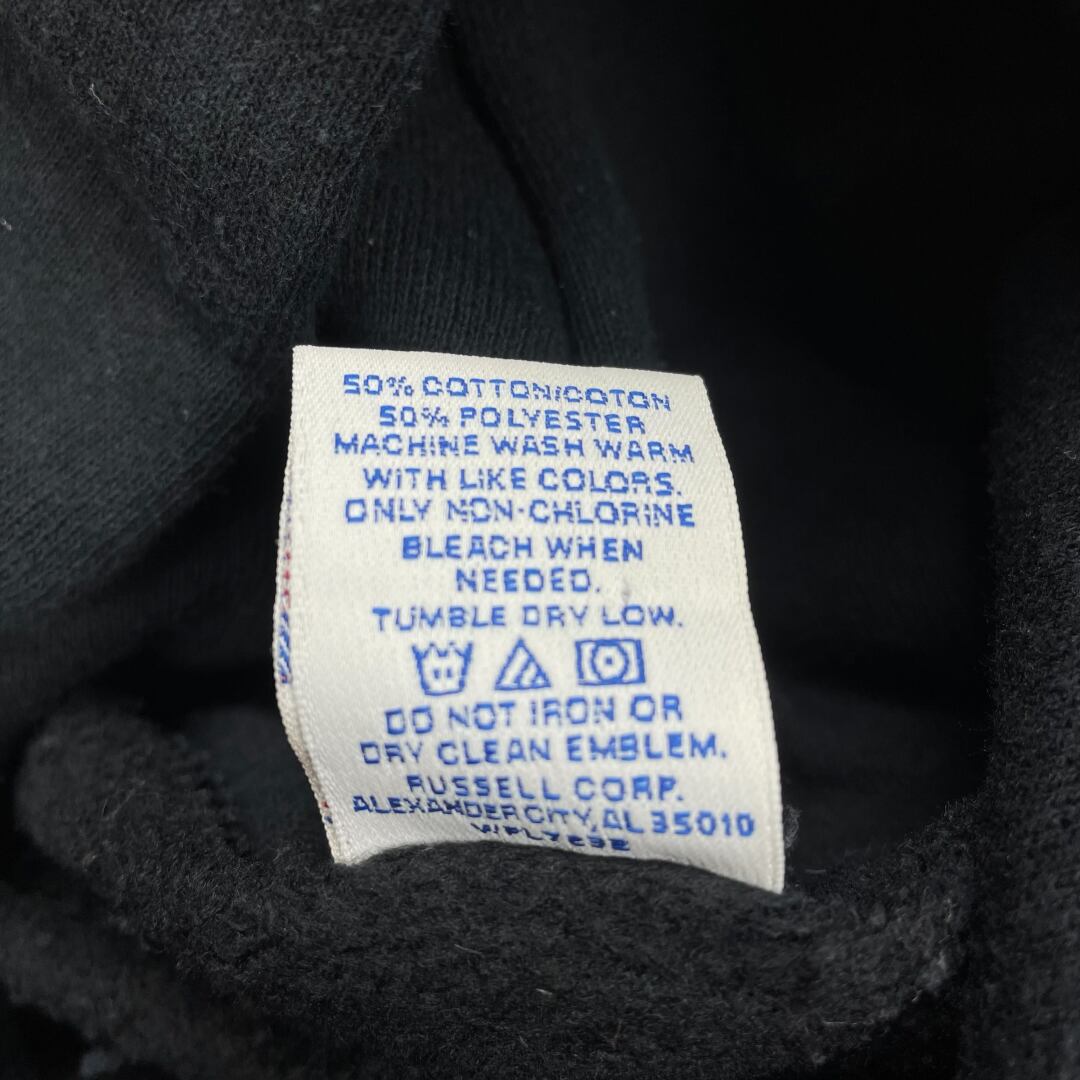 50% COTTON/COTON
50% POLYESTER
MACHINE WASH WARM
WITH LIKE COLORS.
ONLY NON-CHLORINE
BLEACH WHEN
NEEDED.
TUMBLE DRY LOW.
DO NOT IRON OR
DRY CLEAN EMBLEM.
RUSSELL CORP.
ALEXANDER CITY, AL 35010